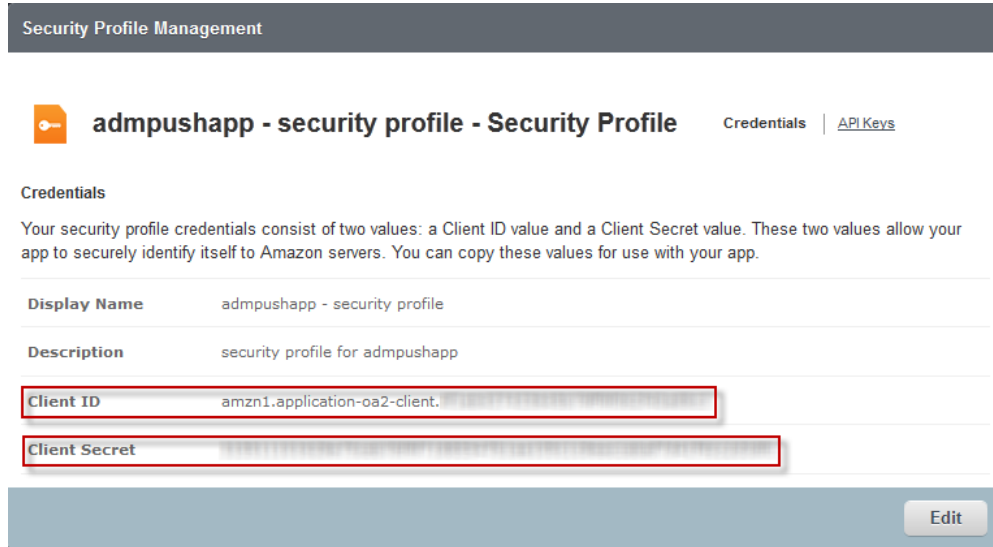 Security Profile Management
admpushapp - security profile - Security Profile
Credentials | API Keys
Credentials
Your security profile credentials consist of two values: a Client ID value and a Client Secret value. These two values allow your
app to securely identify itself to Amazon servers. You can copy these values for use with your app.
Display Name admpushapp - security profile
Description security profile for admpushapp
Client ID amzn1.application-oa2-client.
Client Secret
Edit